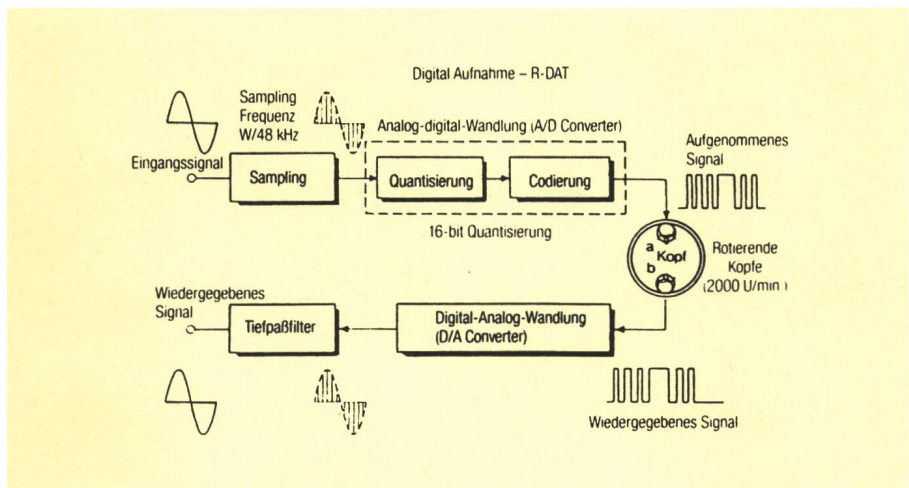 Digital Aufnahme – R-DAT
Sampling
Frequenz
W/48 kHz
Analog-digital-Wandlung (A/D Converter)
Aufgenommenes
Signal
Eingangssignal
Sampling
Quantisierung
Codierung
16-bit Quantisierung
a Kopf
b
Rotierende
Kopfe
(2000 U/min)
Wiedergegebenes
Signal
Tiefpaßfilter
Digital-Analog-Wandlung
(D/A Converter)
Wiedergegebenes Signal